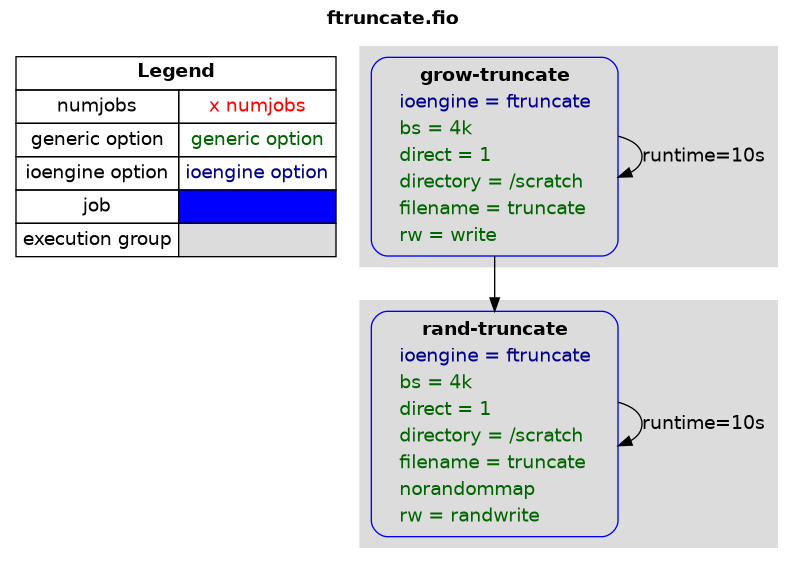 ftruncate.fio
Legend
numjobs x numjobs
generic option generic option
ioengine option ioengine option
job
execution group
grow-truncate
ioengine = ftruncate
bs = 4k
direct = 1
directory = /scratch
filename = truncate
rw = write
runtime=10s
rand-truncate
ioengine = ftruncate
bs = 4k
direct = 1
directory = /scratch
filename = truncate
norandommap
rw = randwrite
runtime=10s